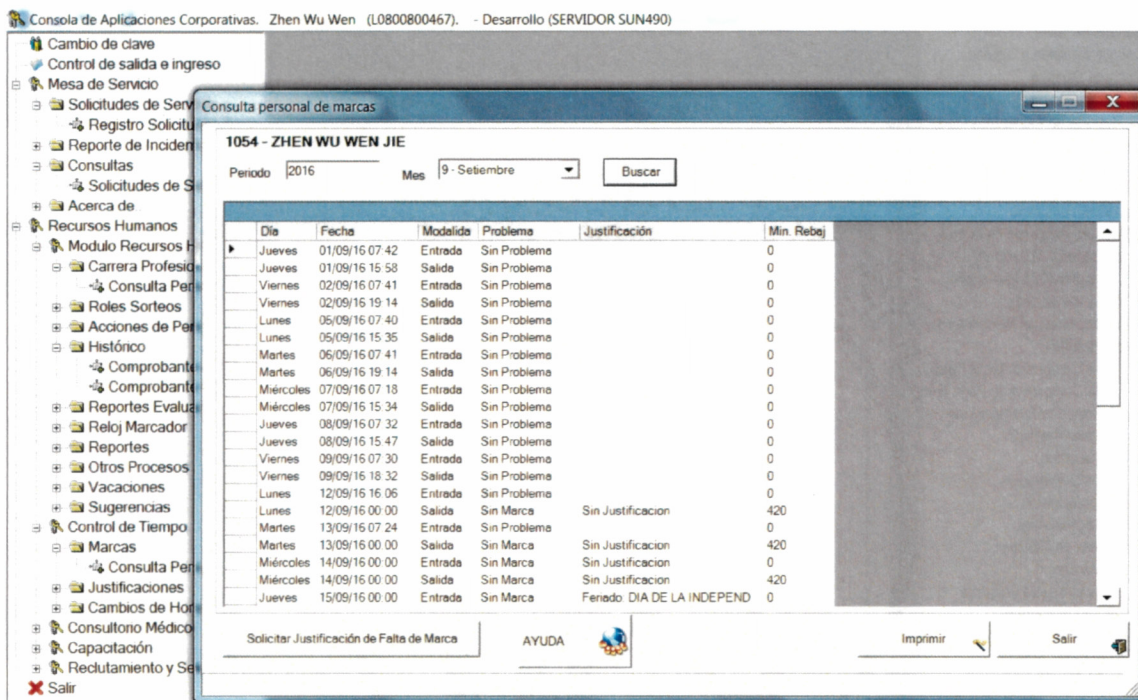 Consola de Aplicaciones Corporativas. Zhen Wu Wen (L0800800467). - Desarrollo (SERVIDOR SUN490)
Cambio de clave
Control de salida e ingreso
Mesa de Servicio
Solicitudes de Serv
Registro Solicitu
Reporte de Inciden
Consultas
Solicitudes de S
Acerca de
Recursos Humanos
Modulo Recursos H
Carrera Profesio
Consulta Per
Roles Sorteos
Acciones de Per
Histórico
Comprobante
Comprobante
Reportes Evalua
Reloj Marcador
Reportes
Otros Procesos
Vacaciones
Sugerencias
Control de Tiempo
Marcas
Consulta Per
Justificaciones
Cambios de Hor
Consultorio Médico
Capacitación
Reclutamiento y Se
Salir
Consulta personal de marcas
1054 - ZHEN WU WEN JIE
Periodo 2016 Mes 9 - Setiembre Buscar
Día Fecha Modalida Problema Justificación Min. Rebaj
Jueves 01/09/16 07:42 Entrada Sin Problema 0
Jueves 01/09/16 15:58 Salida Sin Problema 0
Viernes 02/09/16 07:41 Entrada Sin Problema 0
Viernes 02/09/16 19:14 Salida Sin Problema 0
Lunes 05/09/16 07:40 Entrada Sin Problema 0
Lunes 05/09/16 15:35 Salida Sin Problema 0
Martes 06/09/16 07:41 Entrada Sin Problema 0
Martes 06/09/16 19:14 Salida Sin Problema 0
Miércoles 07/09/16 07:18 Entrada Sin Problema 0
Miércoles 07/09/16 15:34 Salida Sin Problema 0
Jueves 08/09/16 07:32 Entrada Sin Problema 0
Jueves 08/09/16 15:47 Salida Sin Problema 0
Viernes 09/09/16 07:30 Entrada Sin Problema 0
Viernes 09/09/16 18:32 Salida Sin Problema 0
Lunes 12/09/16 16:06 Entrada Sin Problema 0
Lunes 12/09/16 00:00 Salida Sin Marca Sin Justificacion 420
Martes 13/09/16 07:24 Entrada Sin Problema 0
Martes 13/09/16 00:00 Salida Sin Marca Sin Justificacion 420
Miércoles 14/09/16 00:00 Entrada Sin Marca Sin Justificacion 0
Miércoles 14/09/16 00:00 Salida Sin Marca Sin Justificacion 420
Jueves 15/09/16 00:00 Entrada Sin Marca Feriado: DIA DE LA INDEPEND 0
Solicitar Justificación de Falta de Marca AYUDA Imprimir Salir